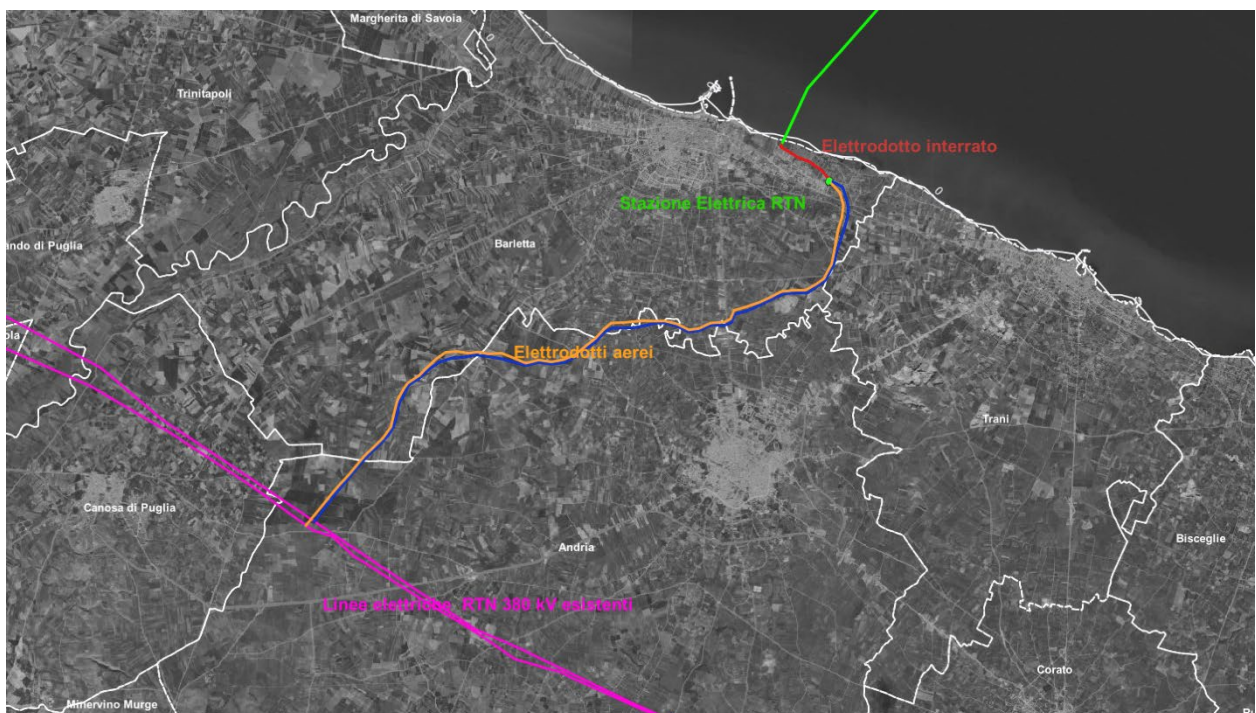 Margherita di Savoia
Trinitapoli
Elettrodotto interrato
Stazione Elettrica RTN
ando di Puglia
Barletta
ola
Elettrodotti aerei
Trani
Canosa di Puglia
Bisceglie
Andria
Linee elettriche RTN 380 kV esistenti
Corato
Minervino Murge